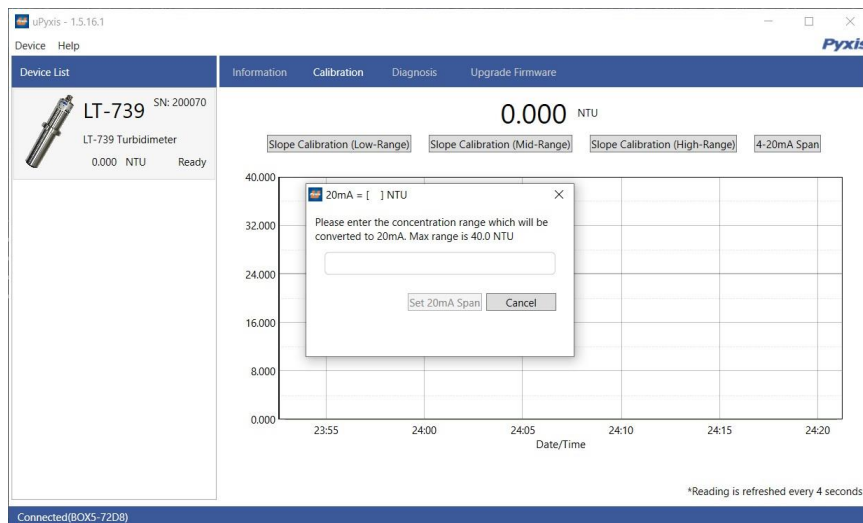 uPyxis - 1.5.16.1
Device Help
Pyxis
Device List
Information Calibration Diagnosis Upgrade Firmware
LT-739 SN: 200070
LT-739 Turbidimeter
0.000 NTU Ready
0.000 NTU
Slope Calibration (Low-Range) Slope Calibration (Mid-Range) Slope Calibration (High-Range) 4-20mA Span
40.000
20mA = [ ] NTU
Please enter the concentration range which will be
converted to 20mA. Max range is 40.0 NTU
32.000
24.000
Set 20mA Span Cancel
16.000
8.000
0.000
23:55 24:00 24:05 24:10 24:15 24:20
Date/Time
*Reading is refreshed every 4 seconds
Connected(BOX5-72D8)